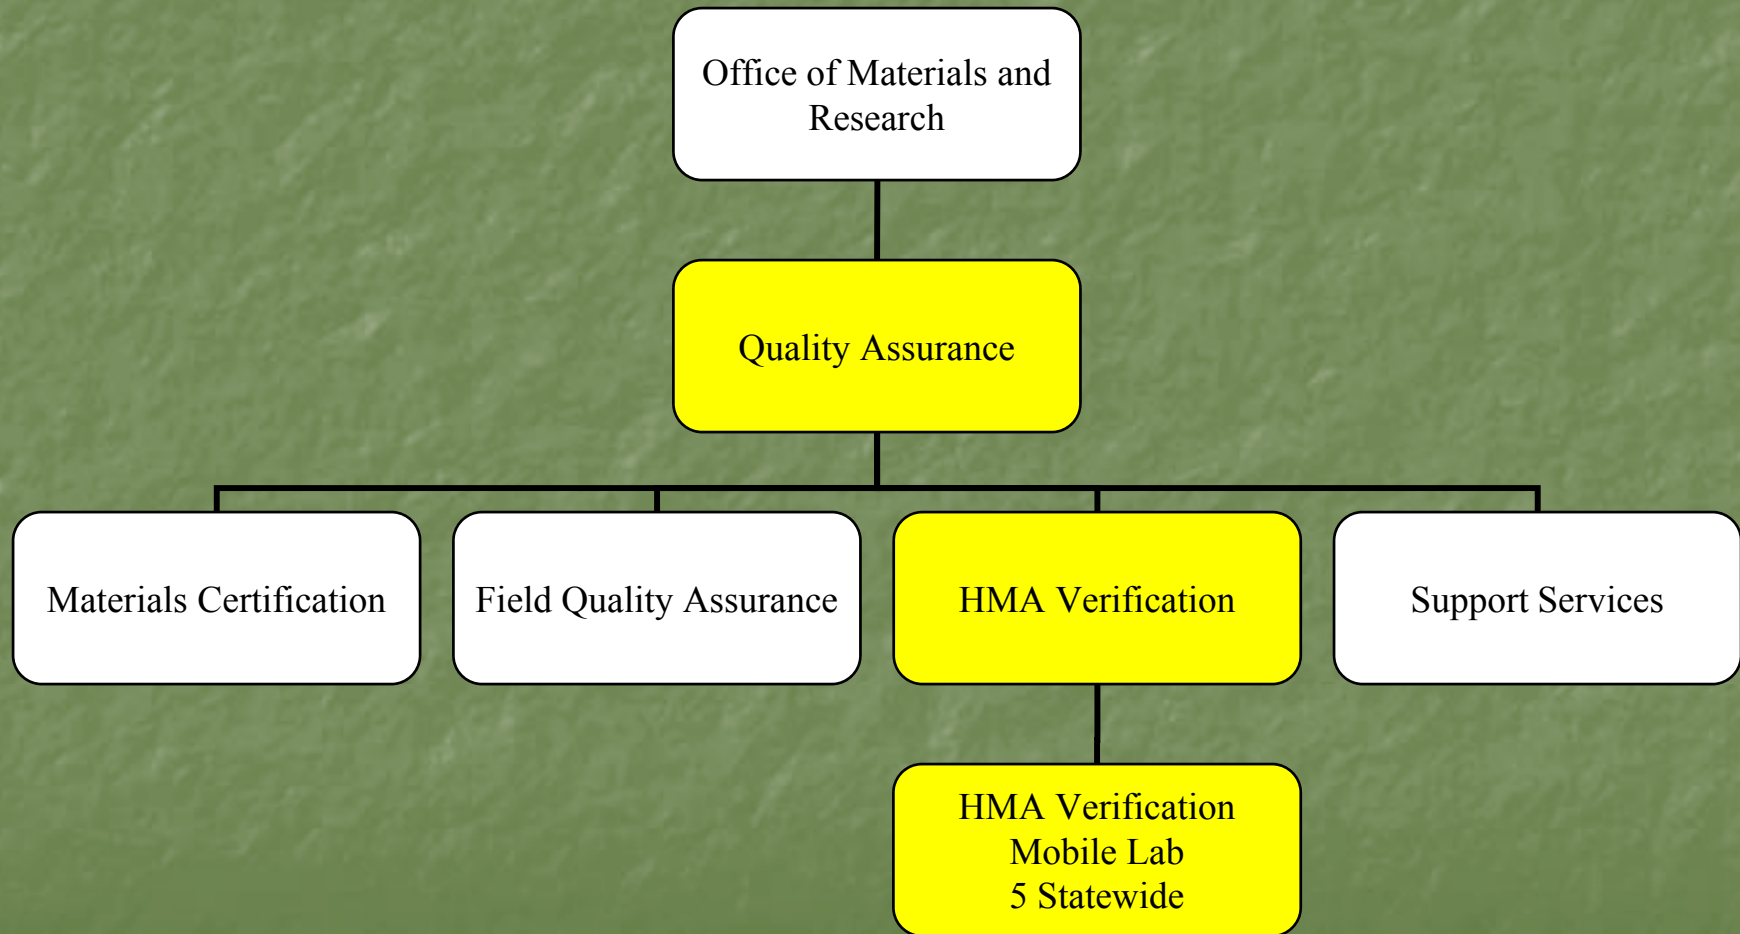 Office of Materials and
Research
Quality Assurance
Materials Certification
Field Quality Assurance
HMA Verification
Support Services
HMA Verification
Mobile Lab
5 Statewide